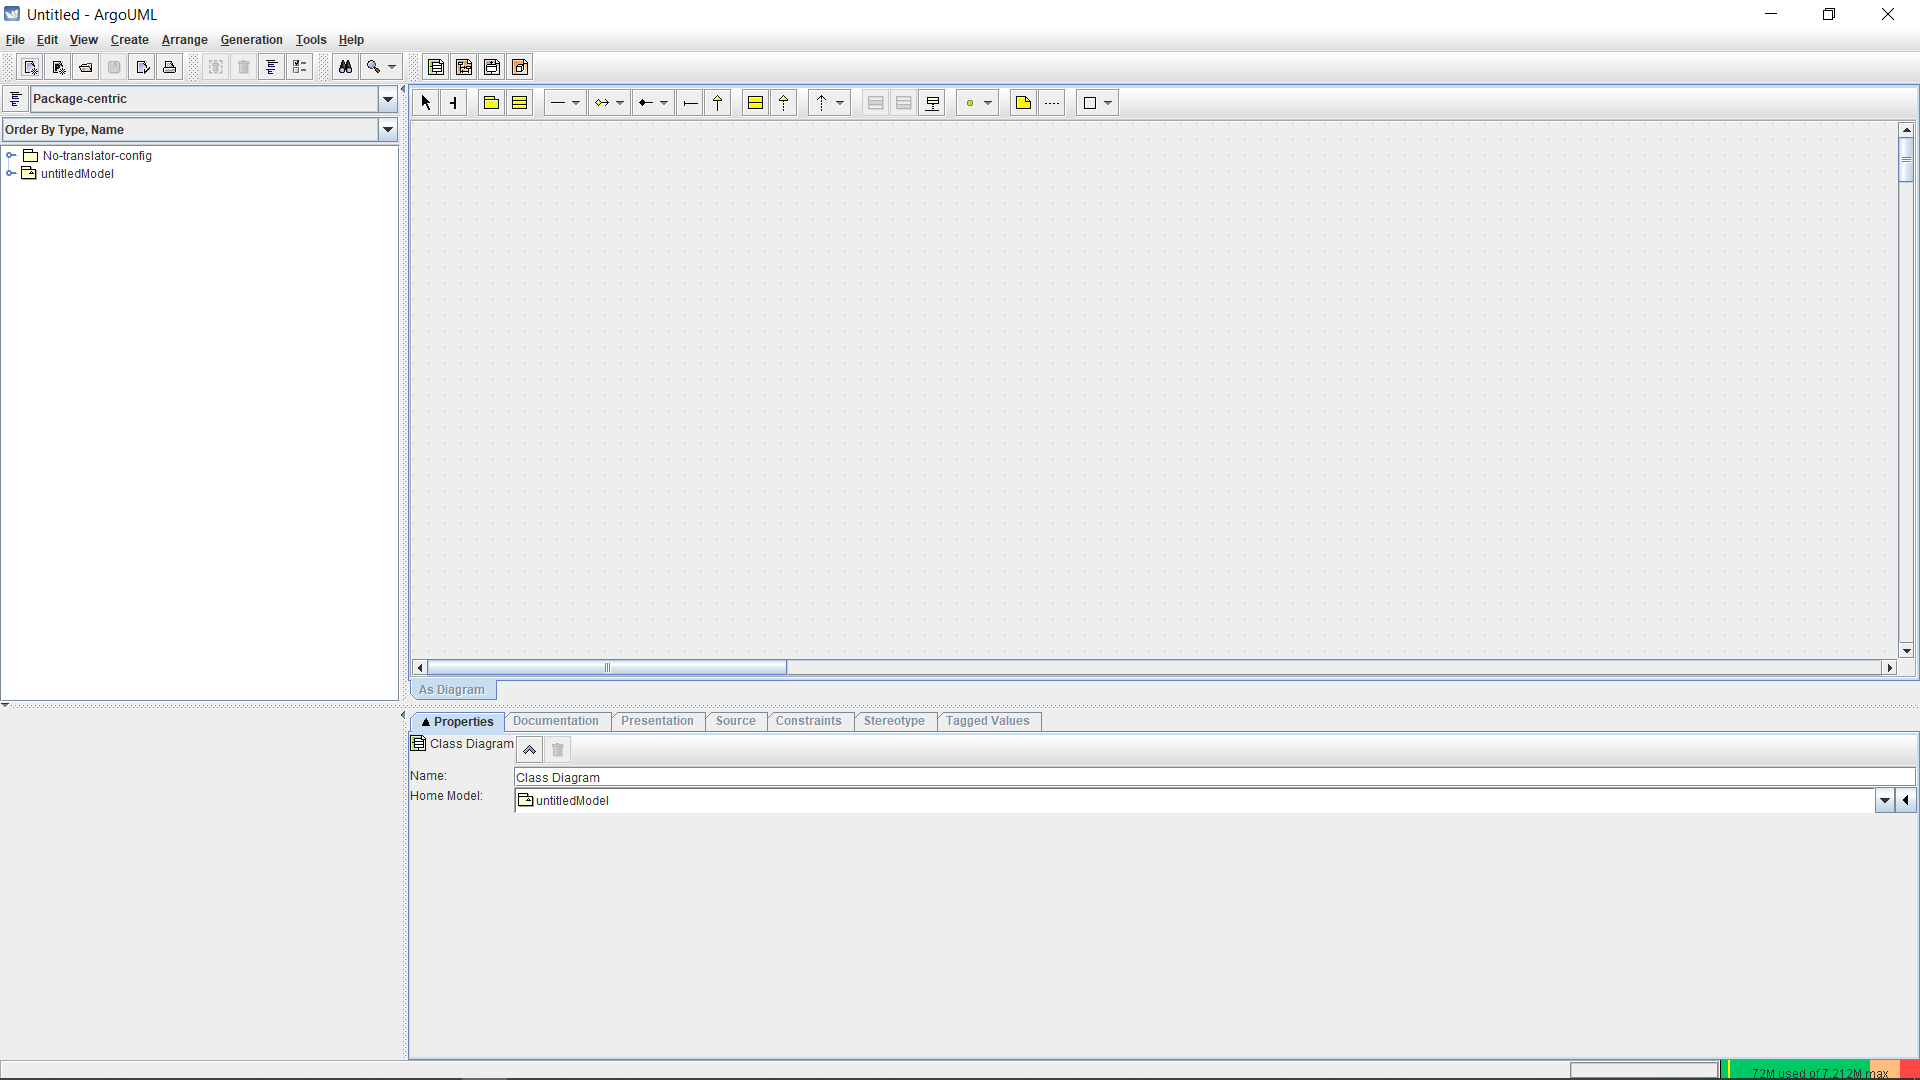 Untitled - ArgoUML
File Edit View Create Arrange Generation Tools Help
Package-centric
Order By Type, Name
No-translator-config
untitledModel
As Diagram
Properties Documentation Presentation Source Constraints Stereotype Tagged Values
Class Diagram
Name: Class Diagram
Home Model: untitledModel
72M used of 7,212M max